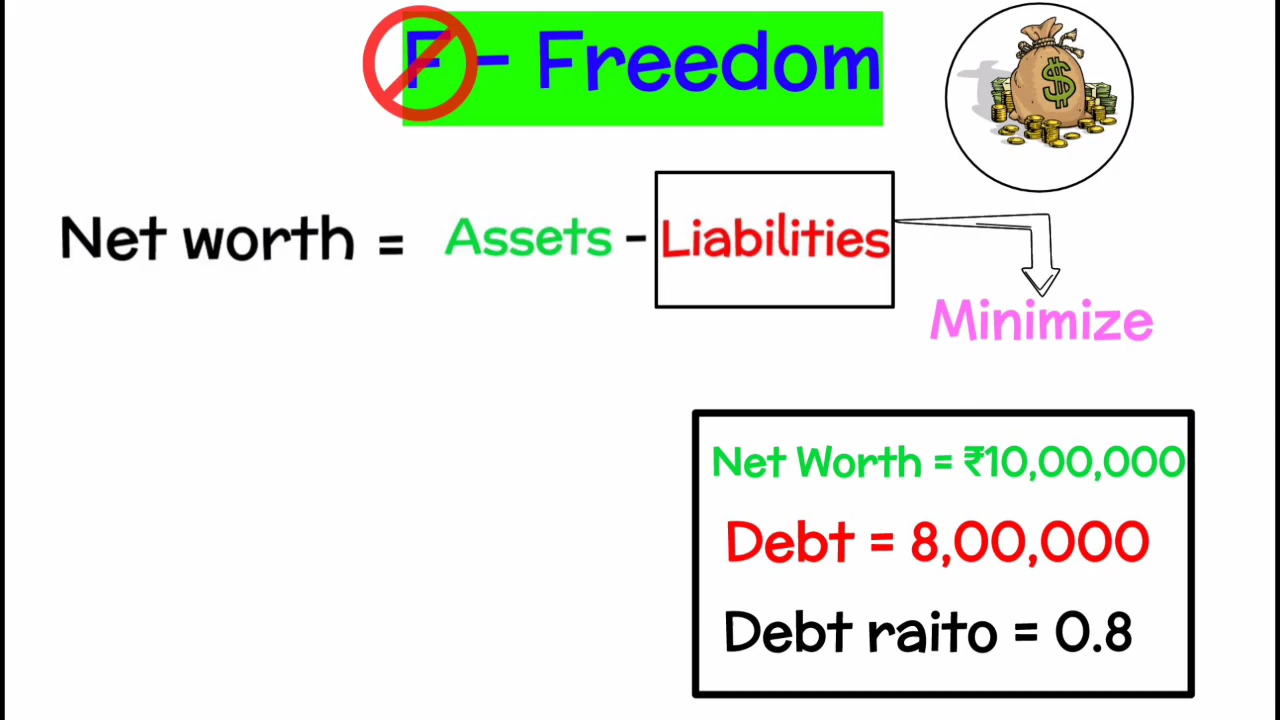 F - Freedom
$
Net worth = Assets - Liabilities
Minimize
Net Worth = ₹10,00,000
Debt = 8,00,000
Debt raito = 0.8